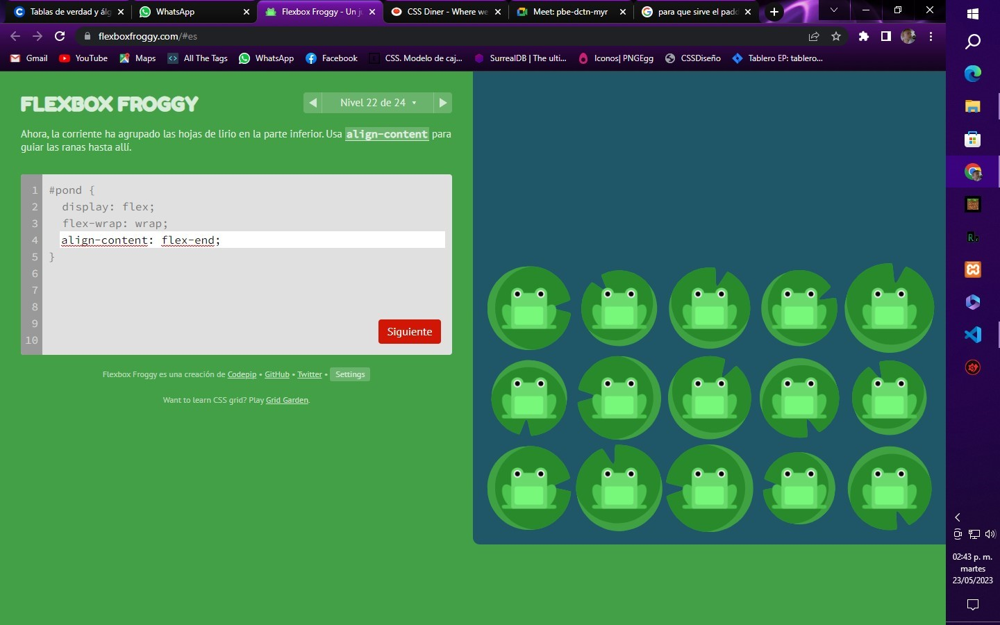 Tablas de verdad y álg
WhatsApp
Flexbox Froggy - Un ju
CSS Diner - Where we
Meet: pbe-dctn-myr
para que sirve el padd
flexboxfroggy.com/#es
Gmail
YouTube
Maps
All The Tags
WhatsApp
Facebook
CSS. Modelo de caj...
SurrealDB | The ulti...
Iconos| PNGEgg
CSSDiseño
Tablero EP: tablero...
FLEXBOX FROGGY
Nivel 22 de 24
Ahora, la corriente ha agrupado las hojas de lirio en la parte inferior. Usa align-content para
guiar las ranas hasta allí.
1 #pond {
2 display: flex;
3 flex-wrap: wrap;
4 align-content: flex-end;
5 }
6
7
8
9
10
Siguiente
Flexbox Froggy es una creación de Codepip • GitHub • Twitter • Settings
Want to learn CSS grid? Play Grid Garden.
02:43 p. m.
martes
23/05/2023